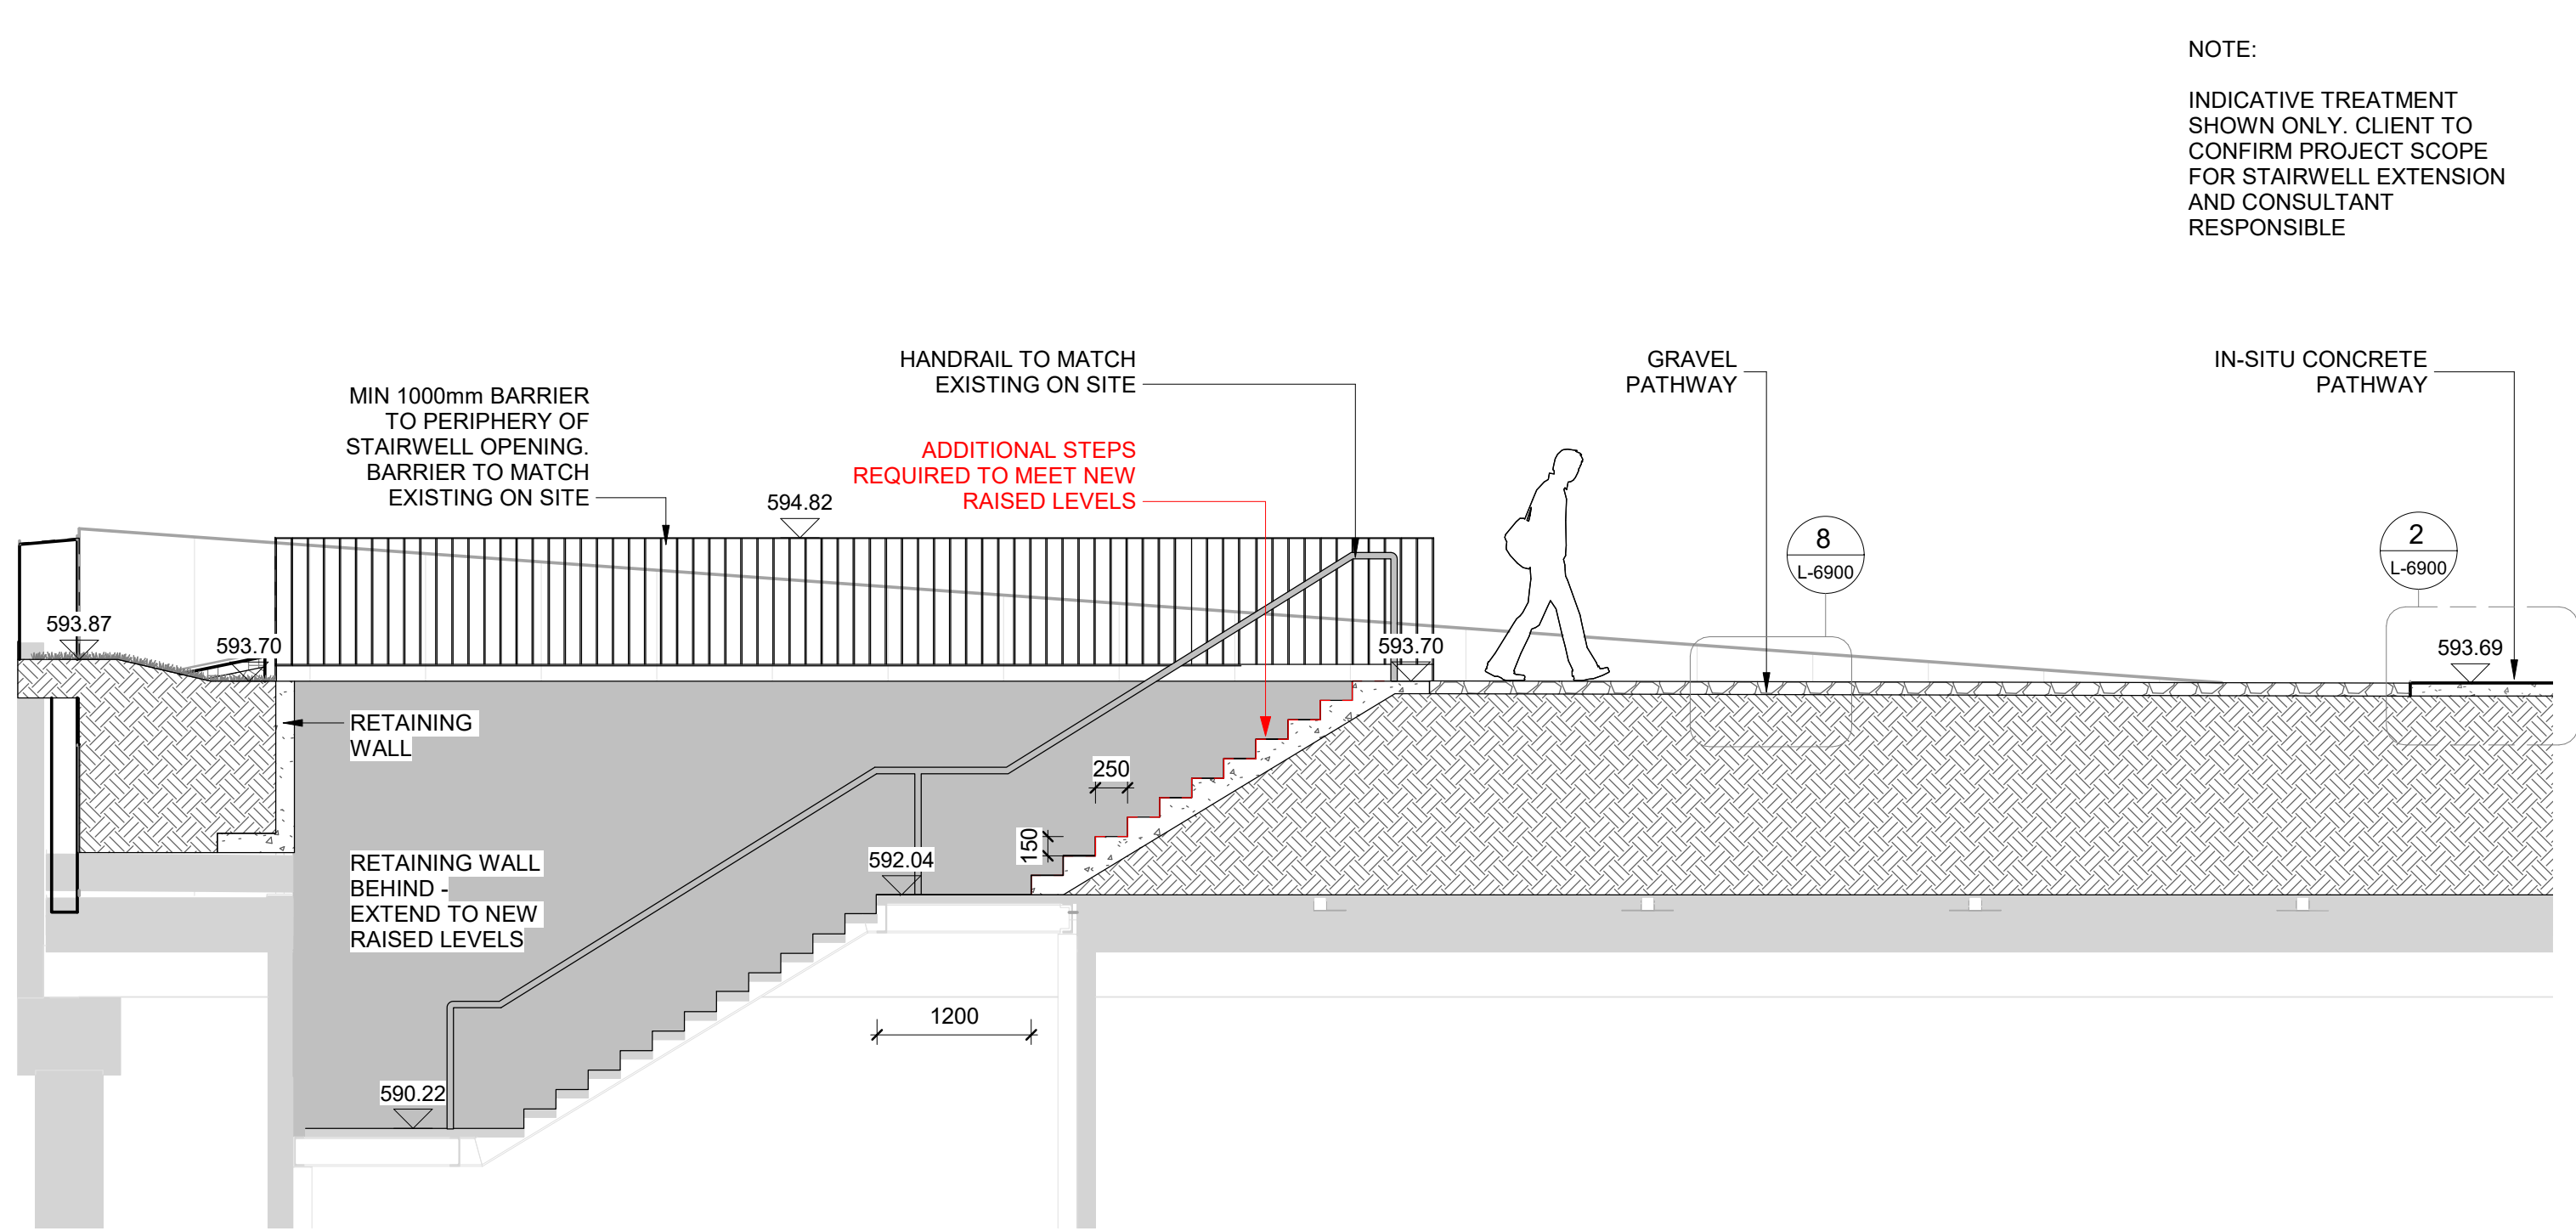 NOTE:
INDICATIVE TREATMENT
SHOWN ONLY. CLIENT TO
CONFIRM PROJECT SCOPE
FOR STAIRWELL EXTENSION
AND CONSULTANT
RESPONSIBLE
MIN 1000mm BARRIER
TO PERIPHERY OF
STAIRWELL OPENING.
BARRIER TO MATCH
EXISTING ON SITE
594.82
HANDRAIL TO MATCH
EXISTING ON SITE
ADDITIONAL STEPS
REQUIRED TO MEET NEW
RAISED LEVELS
GRAVEL
PATHWAY
IN-SITU CONCRETE
PATHWAY
8
L-6900
2
L-6900
593.87
593.70
593.70
593.69
RETAINING
WALL
250
150
RETAINING WALL
BEHIND -
EXTEND TO NEW
RAISED LEVELS
592.04
1200
590.22